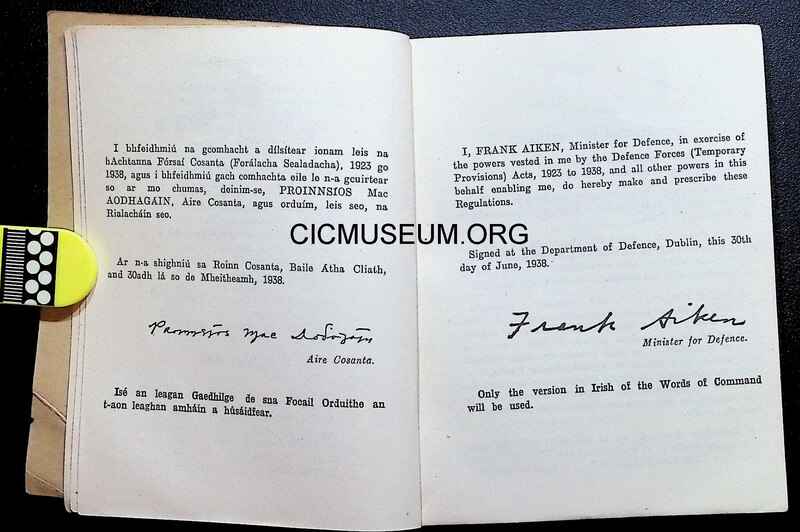 I bhfeidhmiú na gcomhacht a dílsítear ionam leis na
hAchtanna Fórsaí Cosanta (Forálacha Sealadacha), 1923 go
1938, agus i bhfeidhmiú gach comhachta eile le n-a gcuirtear
so ar mo chumas, deinim-se, PROINNSIOS Mac
AODHAGAIN, Aire Cosanta, agus orduím, leis seo, na
Rialacháin seo.
Ar n-a shighniú sa Roinn Cosanta, Baile Atha Cliath,
and 30adh lá so de Mheitheamh, 1938.
Proinnsios Mac Aodhagáin
Aire Cosanta.
Isé an leagan Gaedhilge de sna Focail Orduithe an
t-aon leaghan amháin a húsáidfear.
I, FRANK AIKEN, Minister for Defence, in exercise of
the powers vested in me by the Defence Forces (Temporary
Provisions) Acts, 1923 to 1938, and all other powers in this
behalf enabling me, do hereby make and prescribe these
Regulations.
Signed at the Department of Defence, Dublin, this 30th
day of June, 1938.
Frank Aiken
Minister for Defence.
Only the version in Irish of the Words of Command
will be used.
CICMUSEUM.ORG